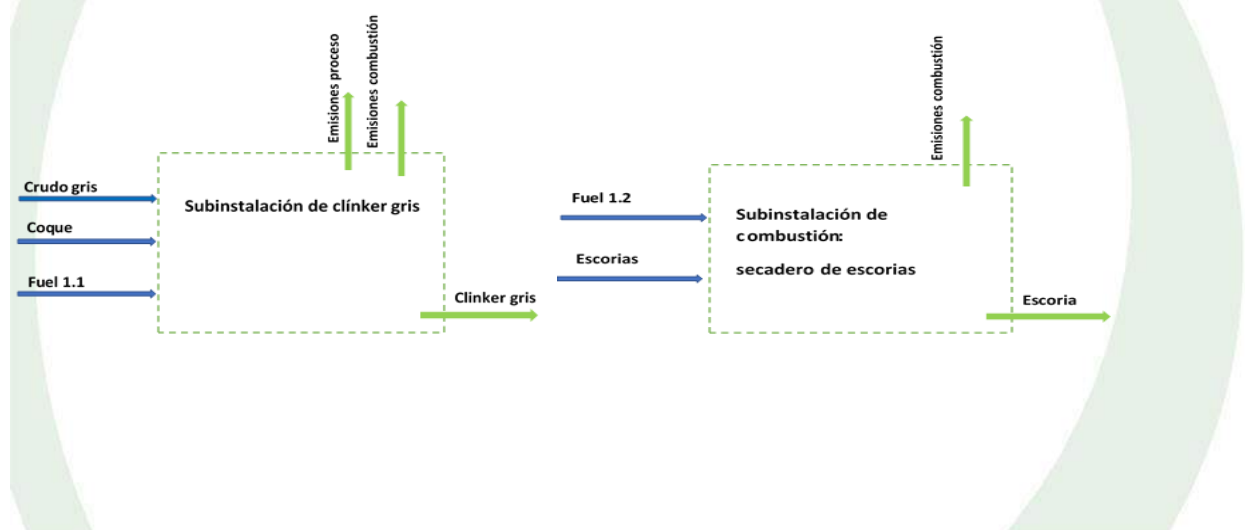 Emisiones proceso
Emisiones combustión
Crudo gris
Coque
Fuel 1.1
Subinstalación de clínker gris
Clinker gris
Emisiones combustión
Fuel 1.2
Escorias
Subinstalación de
combustión:
secadero de escorias
Escoria